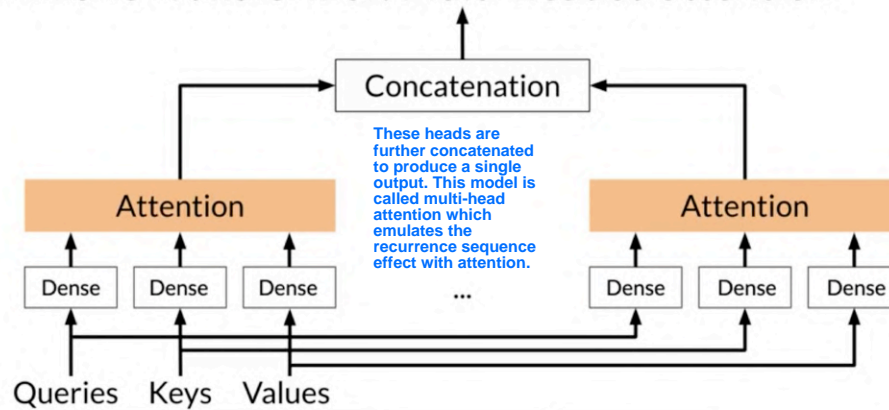 Concatenation
These heads are
further concatenated
to produce a single
output. This model is
called multi-head
attention which
emulates the
recurrence sequence
effect with attention.
Attention
Attention
Dense
Dense
Dense
...
Dense
Dense
Dense
Queries
Keys
Values